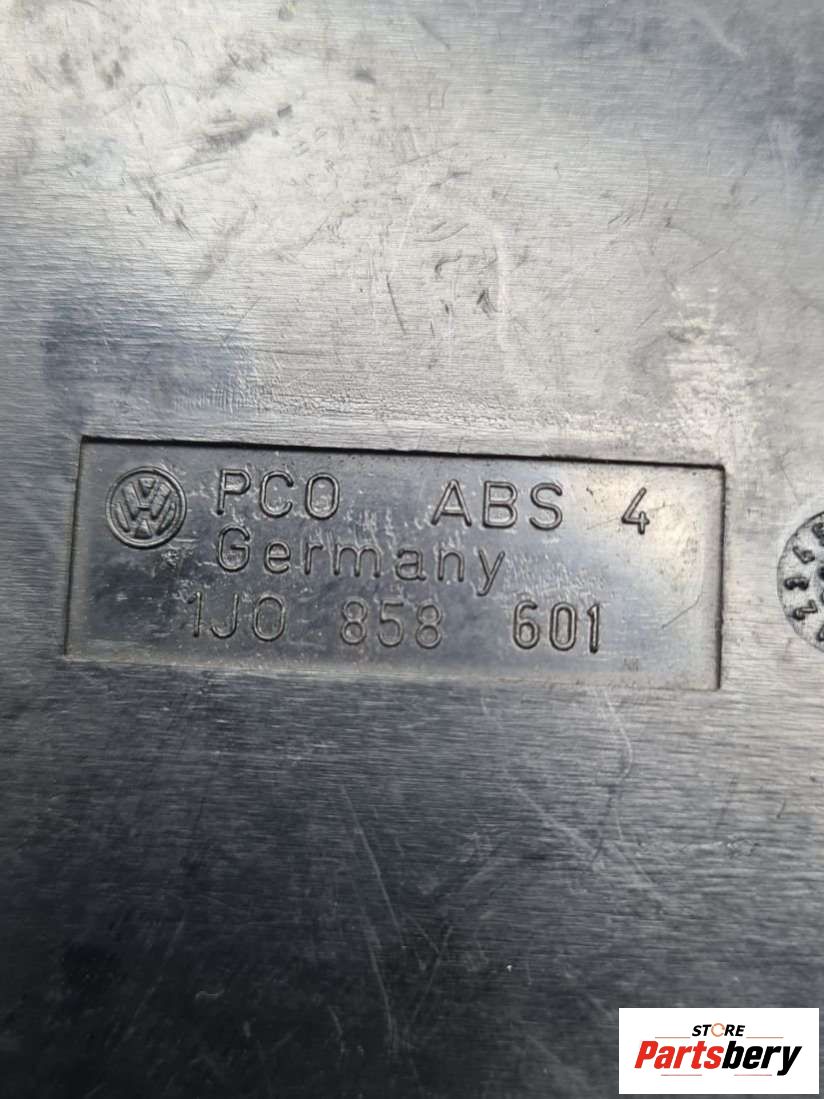 PCO ABS 4
Germany
1J0 858 601
STORE
Partsbery